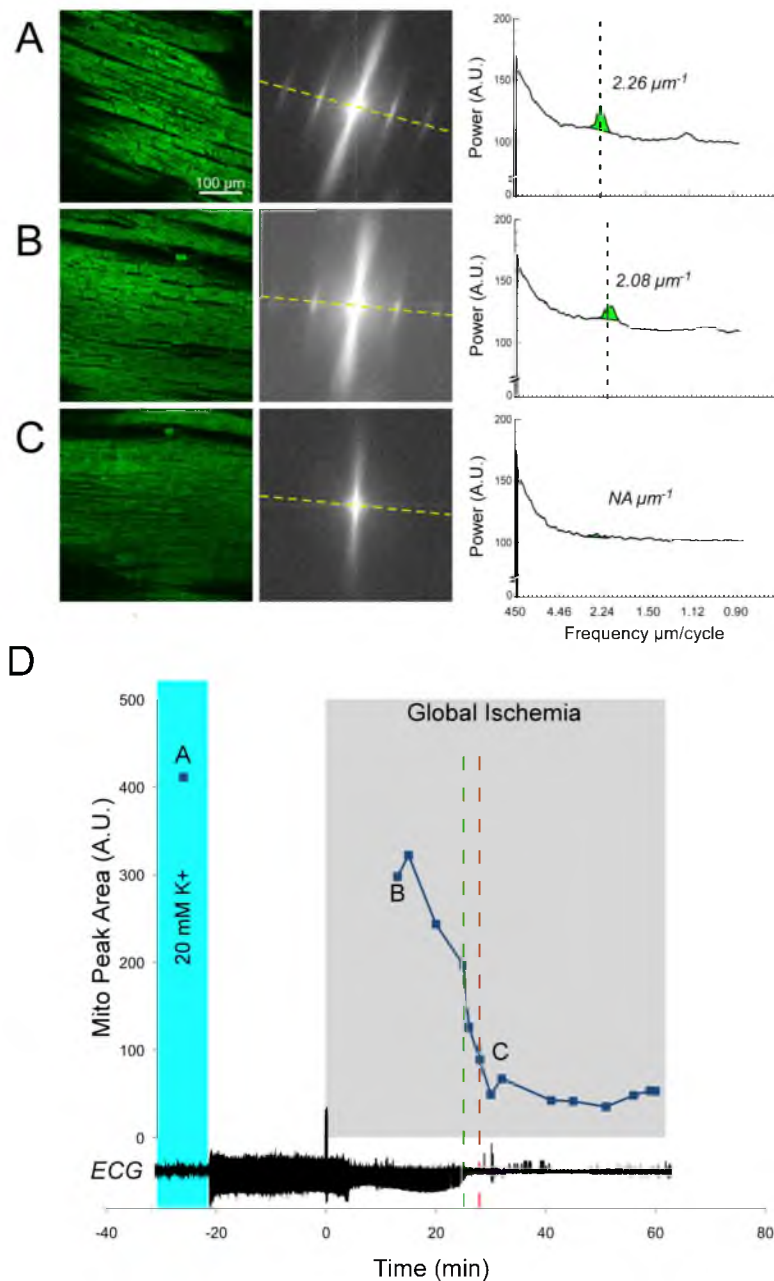 A
100 µm
Power (A.U.)
200
150
100
0
2.26 µm⁻¹
B
Power (A.U.)
200
150
100
0
2.08 µm⁻¹
C
Power (A.U.)
200
150
100
0
NA µm⁻¹
450 4.46 2.24 1.50 1.12 0.90
Frequency µm/cycle
D
Mito Peak Area (A.U.)
500
400
300
200
100
0
20 mM K+
A
Global Ischemia
B
C
ECG
-40 -20 0 20 40 60 80
Time (min)